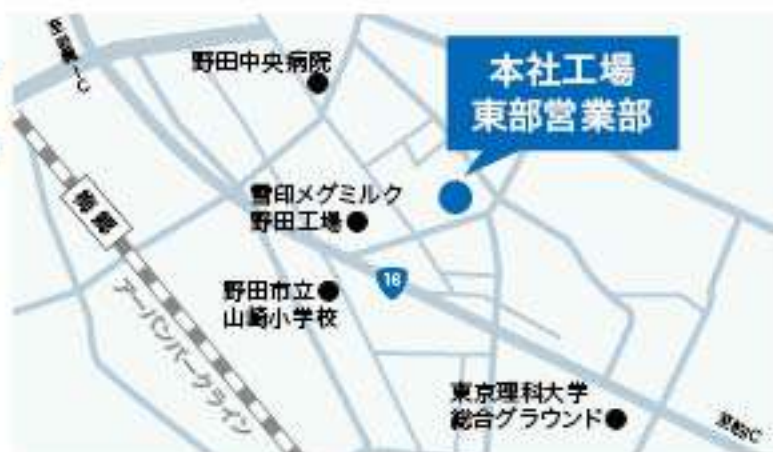 野田中央病院
本社工場
東部営業部
雪印メグミルク
野田工場
16
梅郷
野田市立
山崎小学校
アーバンパークライン
東京理科大学
総合グラウンド